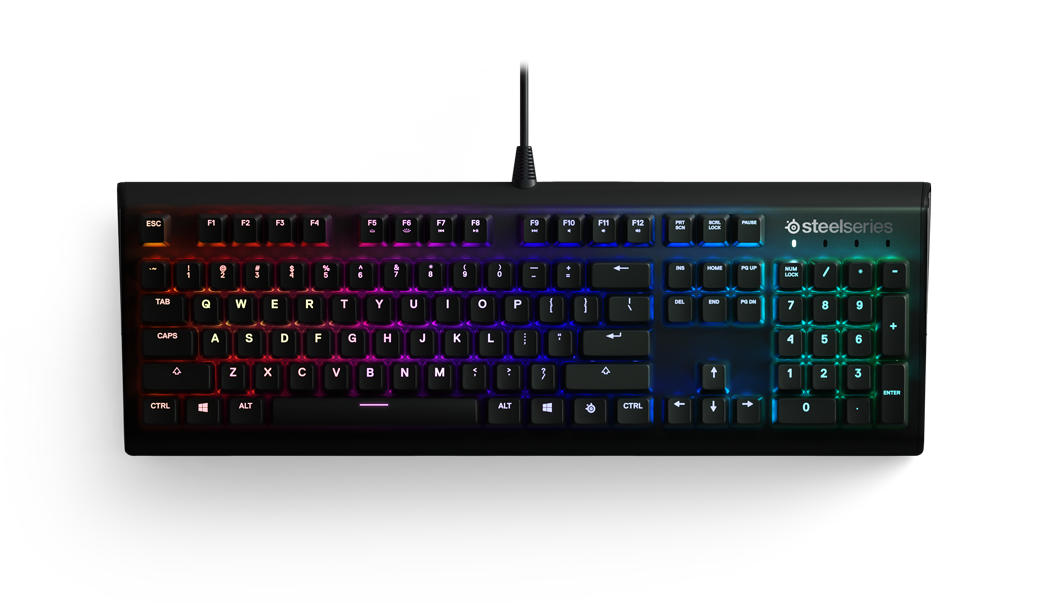 ESC F1 F2 F3 F4 F5 F6 F7 F8 F9 F10 F11 F12 PRT SCN SCRL LOCK PAUSE steelseries
~ ! 1 @ 2 # 3 $ 4 % 5 ^ 6 & 7 * 8 ( 9 ) 0 — - + = ← INS HOME PG UP NUM LOCK / * -
TAB Q W E R T Y U I O P { [ } ] | \ DEL END PG DN 7 8 9 +
CAPS A S D F G H J K L : ; " ' ↵ 4 5 6
⇧ Z X C V B N M < , > . ? / ⇧ ↑ 1 2 3 ENTER
CTRL ALT ALT CTRL ← ↓ → 0 .